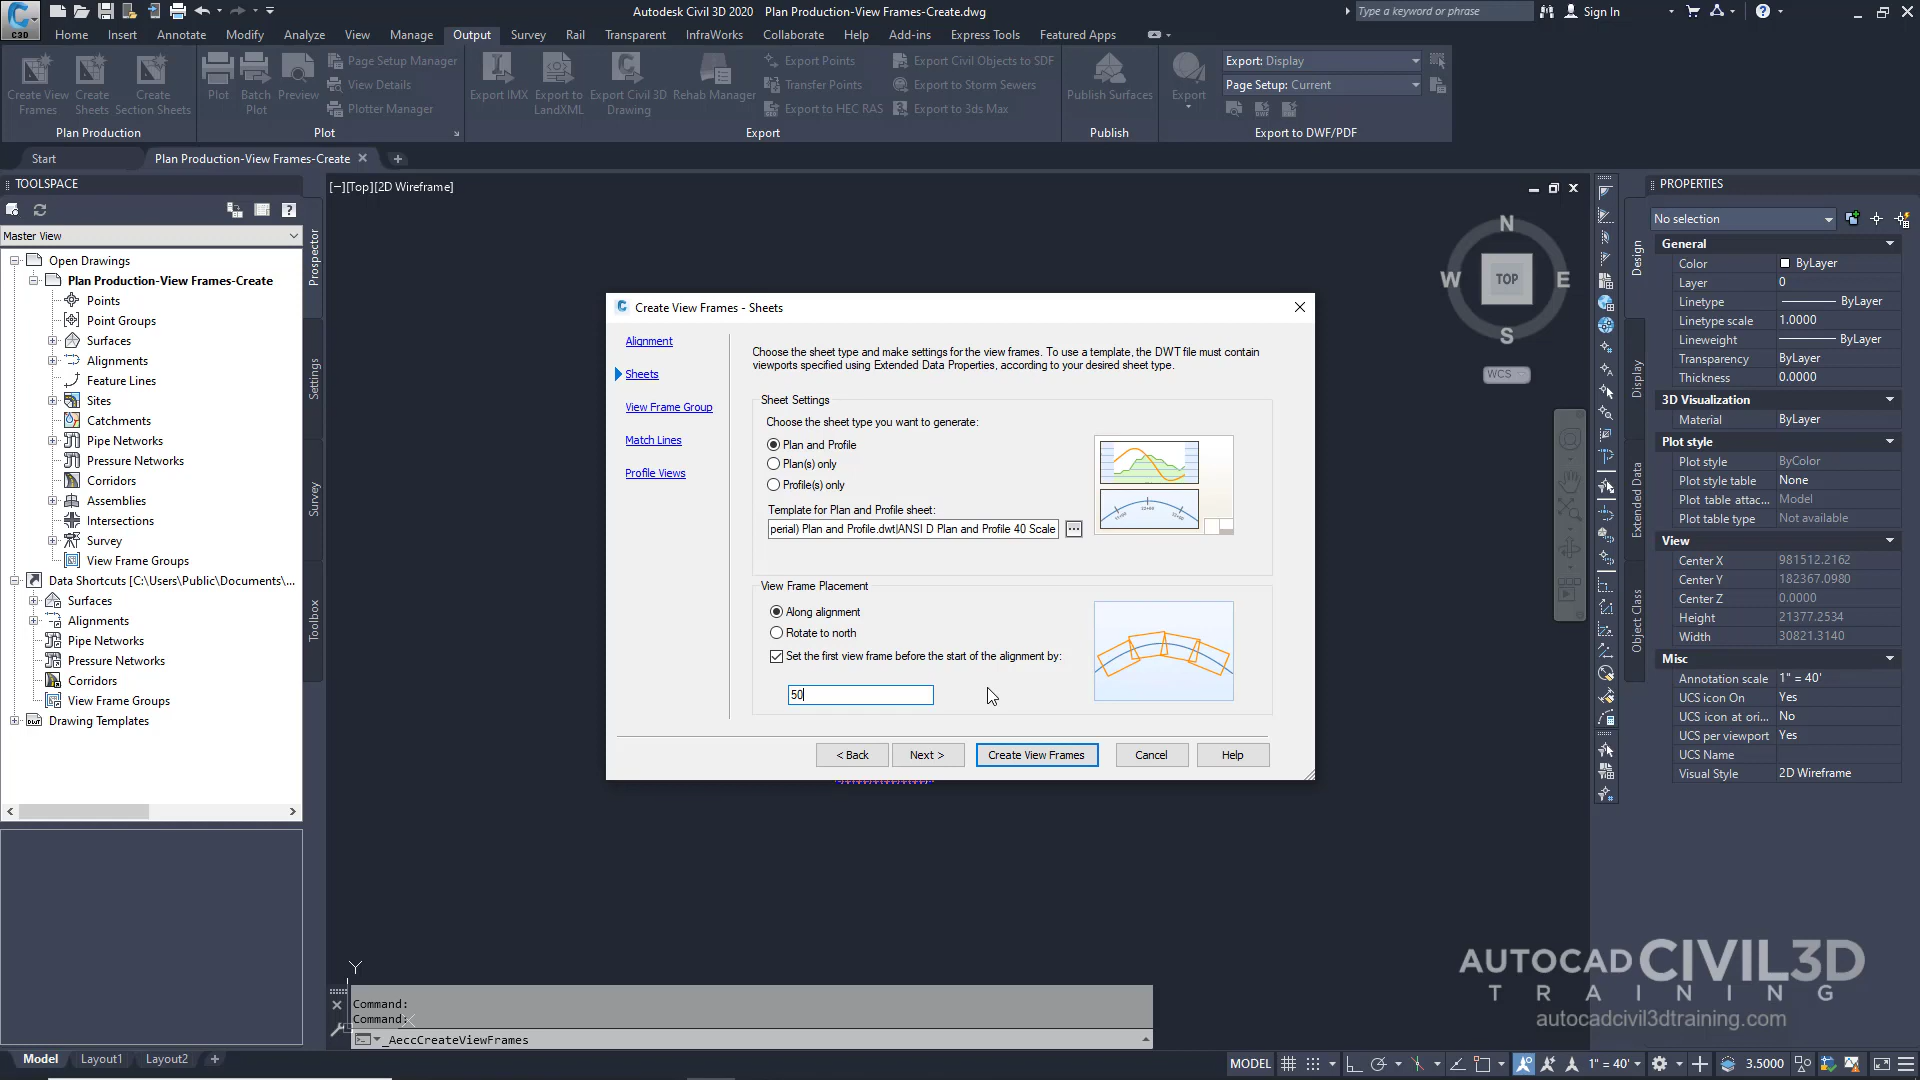 C3D
Autodesk Civil 3D 2020 Plan Production-View Frames-Create.dwg
Type a keyword or phrase
Sign In
Home Insert Annotate Modify Analyze View Manage Output Survey Rail Transparent InfraWorks Collaborate Help Add-ins Express Tools Featured Apps
Create View Frames
Create Sheets
Create Section Sheets
Plan Production
Plot
Batch Plot
Preview
Page Setup Manager
View Details
Plotter Manager
Plot
Export IMX
Export to LandXML
Export Civil 3D Drawing
Rehab Manager
Export Points
Transfer Points
Export to HEC RAS
Export Civil Objects to SDF
Export to Storm Sewers
Export to 3ds Max
Export
Publish Surfaces
Publish
Export
Export: Display
Page Setup: Current
Export to DWF/PDF
Start
Plan Production-View Frames-Create
TOOLSPACE
Master View
Open Drawings
Plan Production-View Frames-Create
Points
Point Groups
Surfaces
Alignments
Feature Lines
Sites
Catchments
Pipe Networks
Pressure Networks
Corridors
Assemblies
Intersections
Survey
View Frame Groups
Data Shortcuts [C:\Users\Public\Documents\...
Surfaces
Alignments
Pipe Networks
Pressure Networks
Corridors
View Frame Groups
Drawing Templates
Prospector
Settings
Survey
Toolbox
[−][Top][2D Wireframe]
N
W TOP E
S
WCS
Create View Frames - Sheets
Alignment
Sheets
View Frame Group
Match Lines
Profile Views
Choose the sheet type and make settings for the view frames. To use a template, the DWT file must contain
viewports specified using Extended Data Properties, according to your desired sheet type.
Sheet Settings
Choose the sheet type you want to generate:
Plan and Profile
Plan(s) only
Profile(s) only
Template for Plan and Profile sheet:
perial) Plan and Profile.dwt|ANSI D Plan and Profile 40 Scale
...
View Frame Placement
Along alignment
Rotate to north
Set the first view frame before the start of the alignment by:
50
< Back Next > Create View Frames Cancel Help
Y
X
Command:
Command:
_AeccCreateViewFrames
PROPERTIES
No selection
Design
Display
Extended Data
Object Class
General
Color ByLayer
Layer 0
Linetype ByLayer
Linetype scale 1.0000
Lineweight ByLayer
Transparency ByLayer
Thickness 0.0000
3D Visualization
Material ByLayer
Plot style
Plot style ByColor
Plot style table None
Plot table attac... Model
Plot table type Not available
View
Center X 981512.2162
Center Y 182367.0980
Center Z 0.0000
Height 21377.2534
Width 30821.3140
Misc
Annotation scale 1" = 40'
UCS icon On Yes
UCS icon at ori... No
UCS per viewport Yes
UCS Name
Visual Style 2D Wireframe
AUTOCAD CIVIL3D
TRAINING
autocadcivil3dtraining.com
Model Layout1 Layout2 +
MODEL 1" = 40' 3.5000